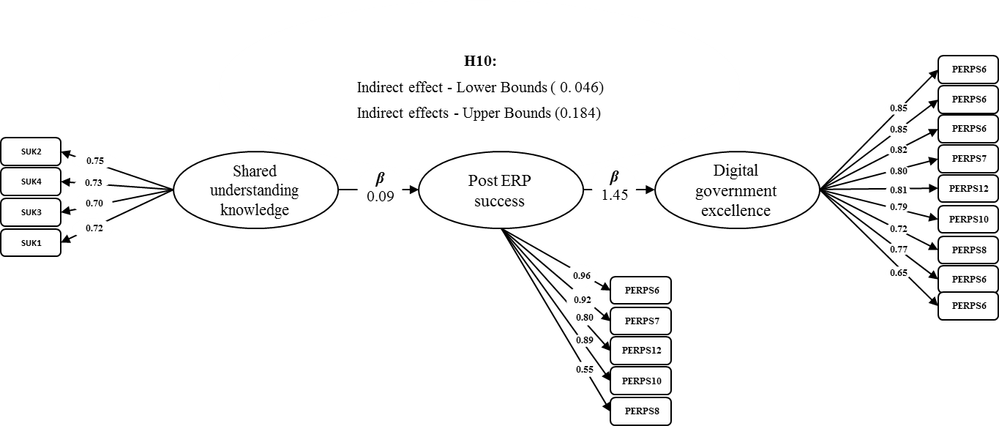 H10:
Indirect effect - Lower Bounds ( 0. 046)
Indirect effects - Upper Bounds (0.184)
SUK2
SUK4
SUK3
SUK1
0.75
0.73
0.70
0.72
Shared
understanding
knowledge
β
0.09
Post ERP
success
β
1.45
Digital
government
excellence
0.96
0.92
0.80
0.89
0.55
PERPS6
PERPS7
PERPS12
PERPS10
PERPS8
0.85
0.85
0.82
0.80
0.81
0.79
0.72
0.77
0.65
PERPS6
PERPS6
PERPS6
PERPS7
PERPS12
PERPS10
PERPS8
PERPS6
PERPS6